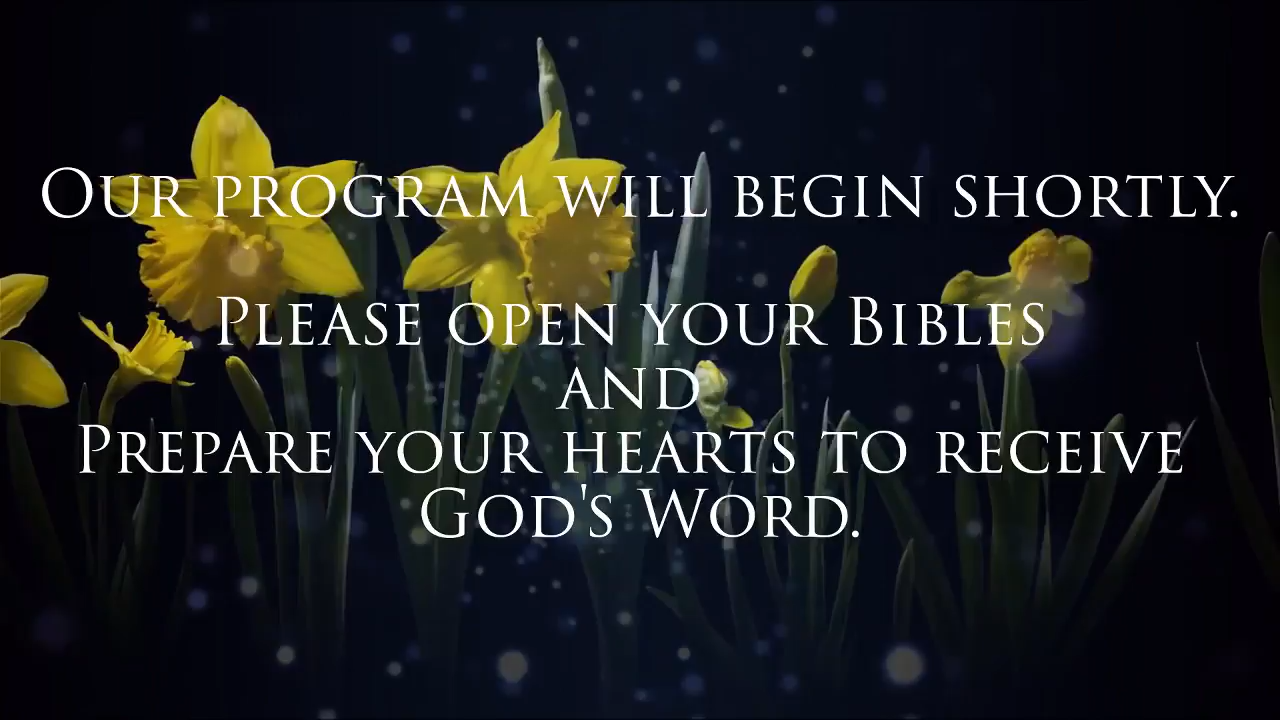 Our program will begin shortly.
Please open your Bibles
and
Prepare your hearts to receive
God's Word.